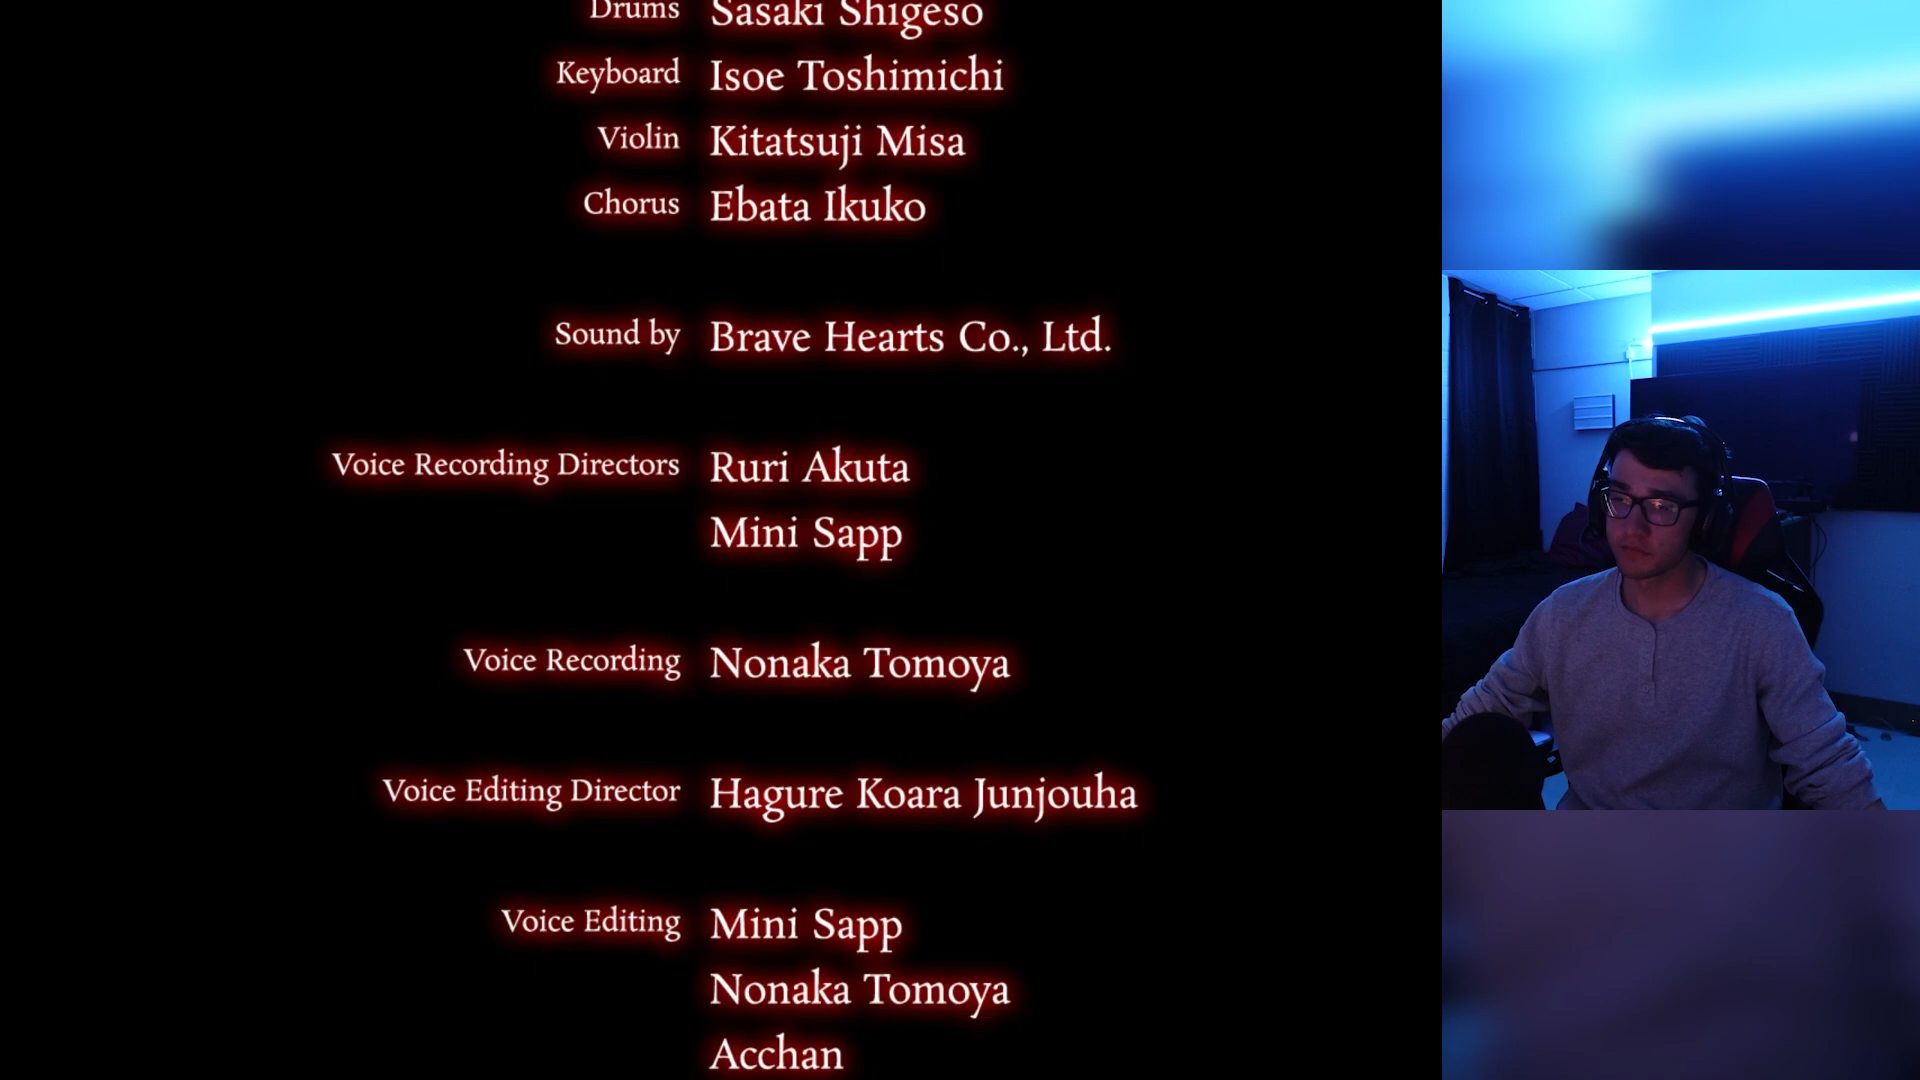 Drums Sasaki Shigeso
Keyboard Isoe Toshimichi
Violin Kitatsuji Misa
Chorus Ebata Ikuko
Sound by Brave Hearts Co., Ltd.
Voice Recording Directors Ruri Akuta
Mini Sapp
Voice Recording Nonaka Tomoya
Voice Editing Director Hagure Koara Junjouha
Voice Editing Mini Sapp
Nonaka Tomoya
Acchan